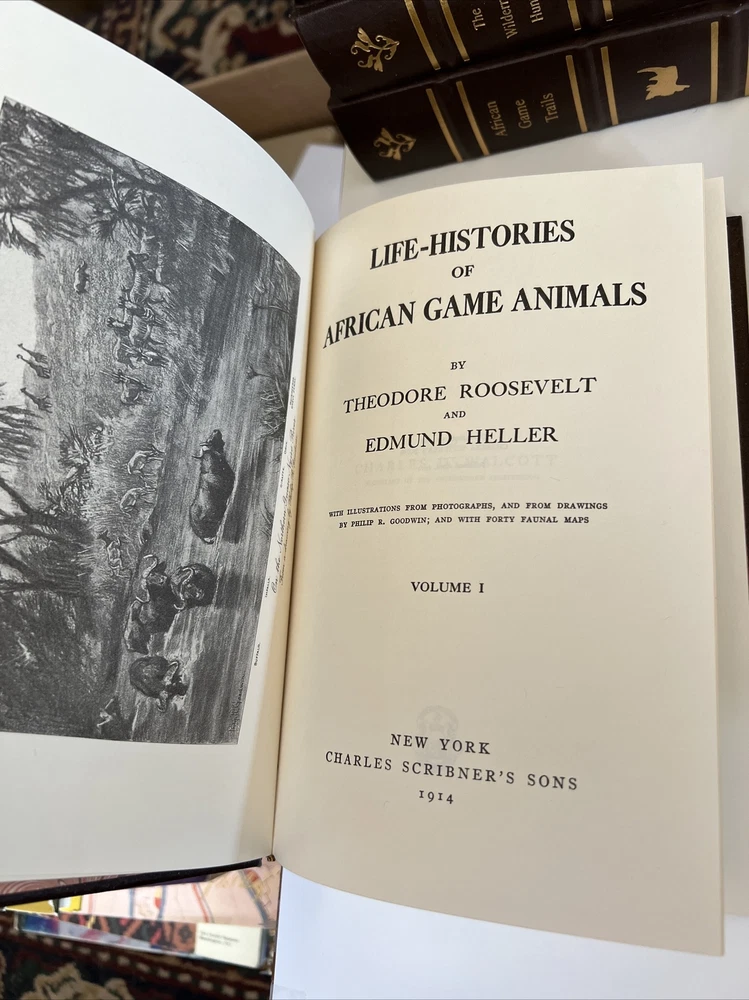 The
Wilderness
Hunter
African
Game
Trails
LIFE-HISTORIES
OF
AFRICAN GAME ANIMALS
BY
THEODORE ROOSEVELT
AND
EDMUND HELLER
WITH ILLUSTRATIONS FROM PHOTOGRAPHS, AND FROM DRAWINGS
BY PHILIP R. GOODWIN; AND WITH FORTY FAUNAL MAPS
VOLUME I
NEW YORK
CHARLES SCRIBNER'S SONS
1914